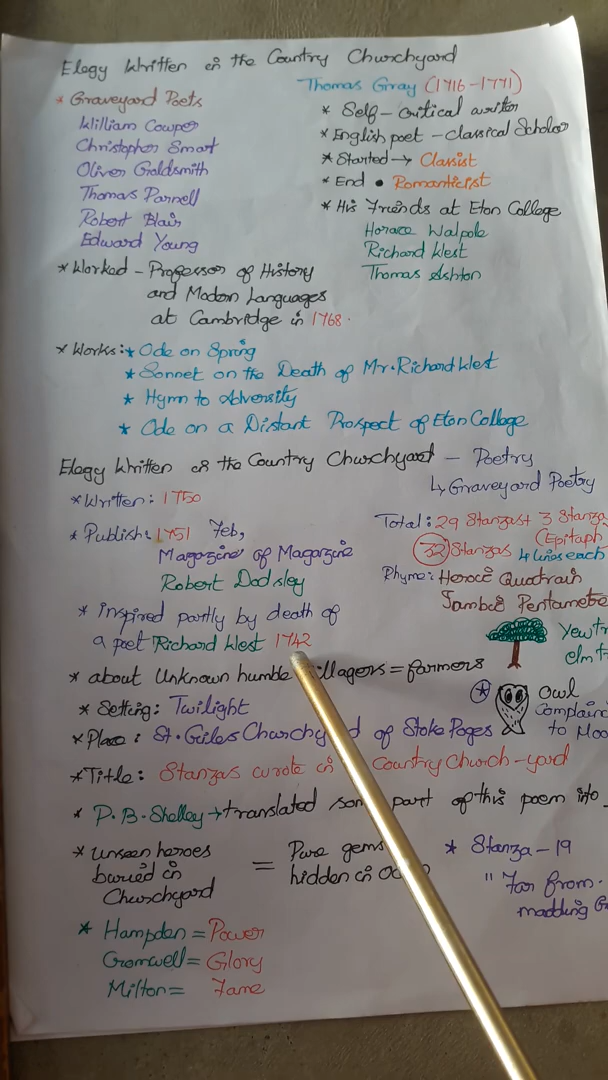 Elegy Written in the Country Churchyard
Thomas Gray (1716-1771)
* Graveyard Poets
William Cowper
Christopher Smart
Oliver Goldsmith
Thomas Parnell
Robert Blair
Edward Young
* Self-critical writer
* English poet - Classical Scholar
* Started → Classist
* End • Romanticist
* His Friends at Eton College
Horace Walpole
Richard West
Thomas Ashton
* Worked - Professor of History
and Modern Languages
at Cambridge in 1768.
* Works: * Ode on Spring
* Sonnet on the Death of Mr. Richard West
* Hymn to Adversity
* Ode on a Distant Prospect of Eton College
Elegy Written in the Country Churchyard - Poetry
↳ Graveyard Poetry
* Written: 1750
* Publish: 1751 Feb,
Magazine of Magazine
Robert Dodsley
Total: 29 Stanzas + 3 Stanza
(Epitaph
32 Stanzas 4 lines each
Rhyme: Heroic Quatrain
Iambic Pentamete
* inspired partly by death of
a poet Richard West 1742
Yewtr
elm t
* about Unknown humble villagers = farmers
* Owl
Complain
to Moo
* Setting: Twilight
* Place: St. Giles Churchyard of Stoke Poges
* Title: Stanzas wrote in Country Church-yard
* P. B. Shelley → translated some part of this poem into
* unseen heroes
buried in
Churchyard
= Pure gems
hidden in
* Stanza - 19
"Far from
madding
* Hampden = Power
Cromwell = Glory
Milton = Fame